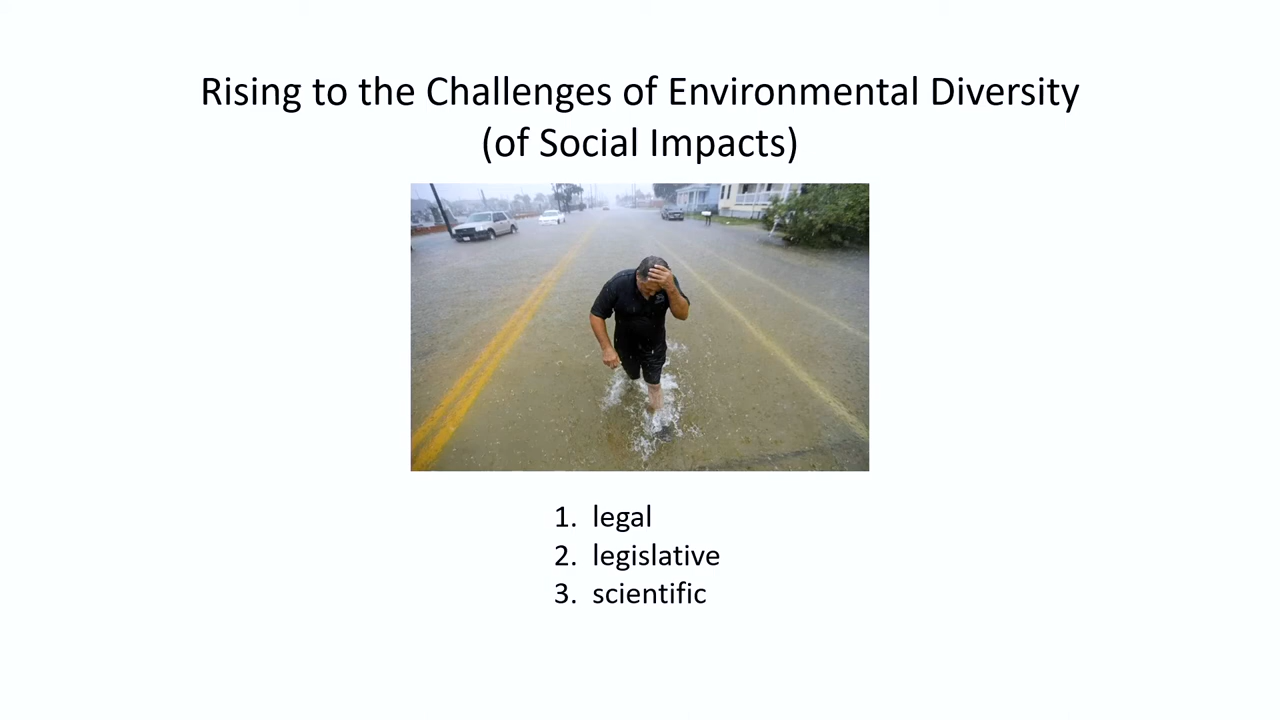 Rising to the Challenges of Environmental Diversity
(of Social Impacts)
1. legal
2. legislative
3. scientific